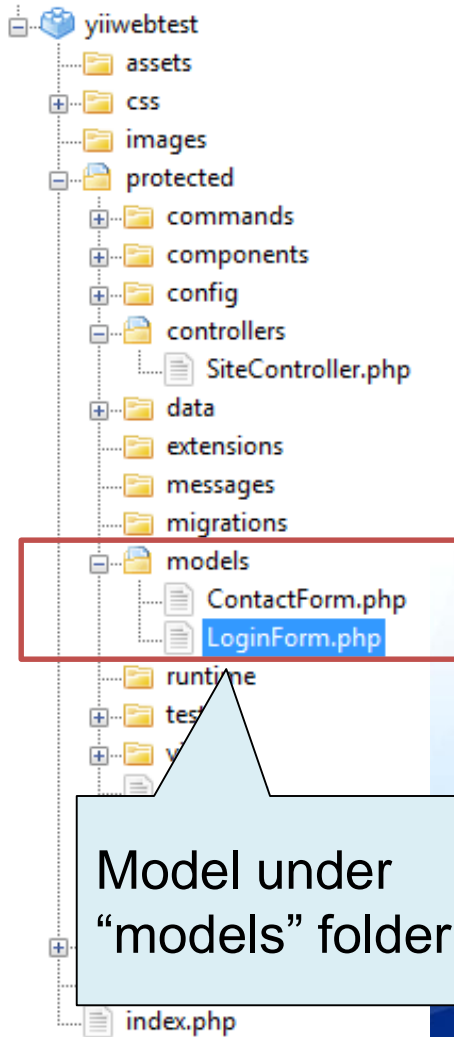 yiiwebtest
assets
css
images
protected
commands
components
config
controllers
SiteController.php
data
extensions
messages
migrations
models
ContactForm.php
LoginForm.php
runtime
Model under
“models” folder
index.php